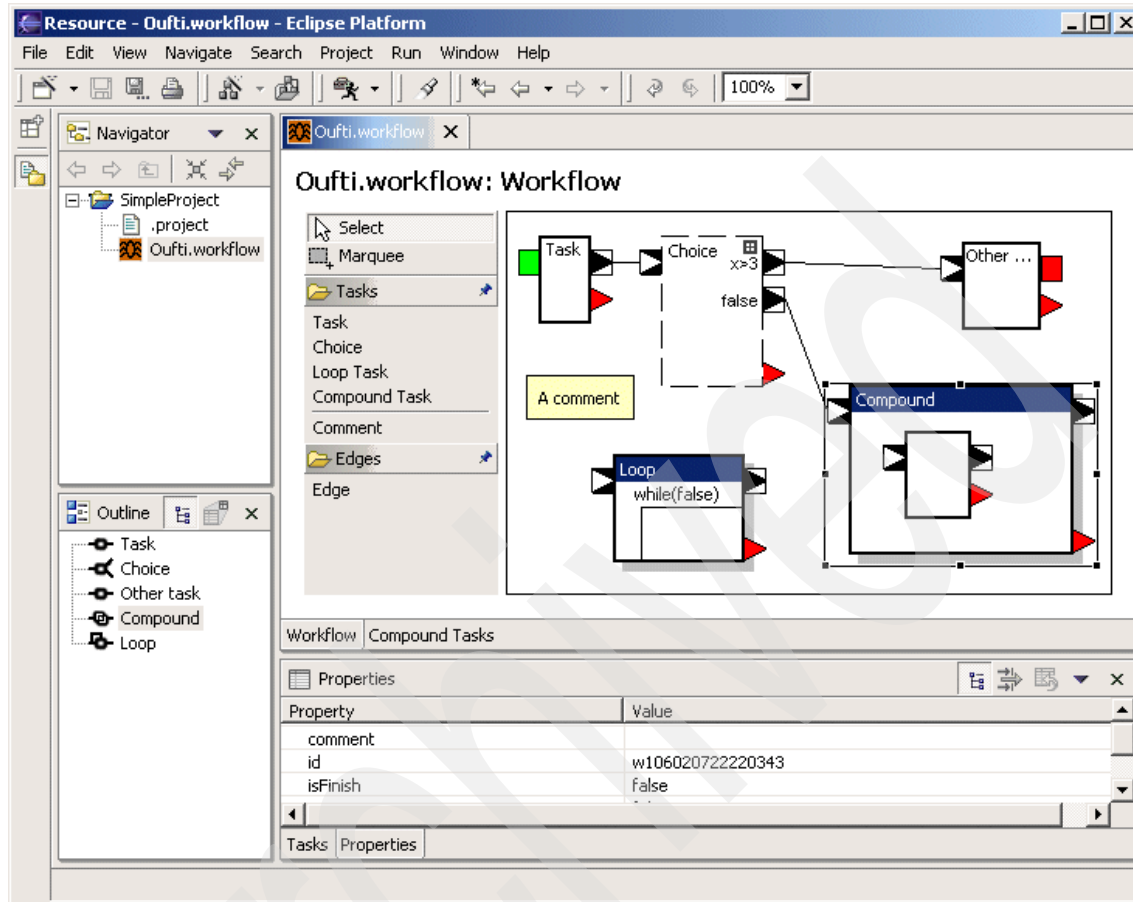 Resource - Oufti.workflow - Eclipse Platform
File Edit View Navigate Search Project Run Window Help
100%
Navigator
SimpleProject
.project
Oufti.workflow
Outline
Task
Choice
Other task
Compound
Loop
Oufti.workflow
Oufti.workflow: Workflow
Select
Marquee
Tasks
Task
Choice
Loop Task
Compound Task
Comment
Edges
Edge
Task
Choice
x>3
false
Other ...
A comment
Compound
Loop
while(false)
Workflow Compound Tasks
Properties
Property Value
comment
id w106020722220343
isFinish false
Tasks Properties